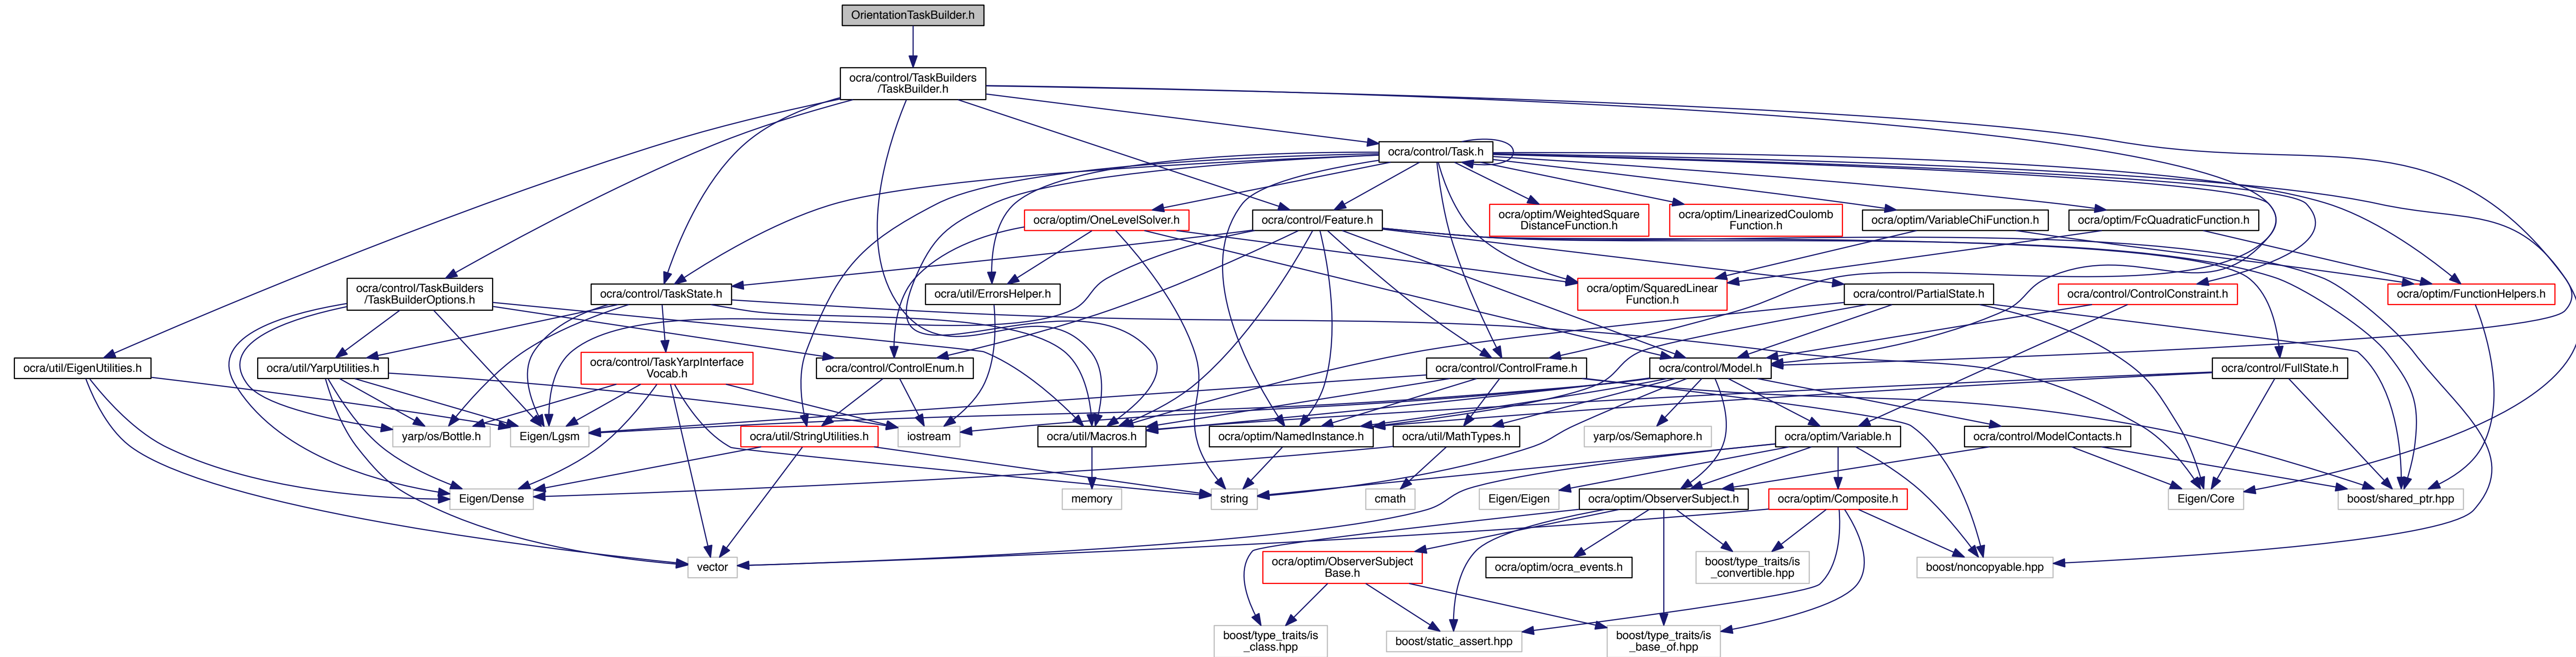 OrientationTaskBuilder.h
ocra/control/TaskBuilders
/TaskBuilder.h
ocra/control/Task.h
ocra/optim/OneLevelSolver.h
ocra/control/Feature.h
ocra/optim/WeightedSquare
DistanceFunction.h
ocra/optim/LinearizedCoulomb
Function.h
ocra/optim/VariableChiFunction.h
ocra/optim/FcQuadraticFunction.h
ocra/control/TaskBuilders
/TaskBuilderOptions.h
ocra/control/TaskState.h
ocra/util/ErrorsHelper.h
ocra/optim/SquaredLinear
Function.h
ocra/control/PartialState.h
ocra/control/ControlConstraint.h
ocra/optim/FunctionHelpers.h
ocra/util/EigenUtilities.h
ocra/util/YarpUtilities.h
ocra/control/TaskYarpInterface
Vocab.h
ocra/control/ControlEnum.h
ocra/control/ControlFrame.h
ocra/control/Model.h
ocra/control/FullState.h
yarp/os/Bottle.h
Eigen/Lgsm
ocra/util/StringUtilities.h
iostream
ocra/util/Macros.h
ocra/optim/NamedInstance.h
ocra/util/MathTypes.h
yarp/os/Semaphore.h
ocra/optim/Variable.h
ocra/control/ModelContacts.h
Eigen/Dense
memory
string
cmath
Eigen/Eigen
ocra/optim/ObserverSubject.h
ocra/optim/Composite.h
Eigen/Core
boost/shared_ptr.hpp
vector
ocra/optim/ObserverSubject
Base.h
ocra/optim/ocra_events.h
boost/type_traits/is
_convertible.hpp
boost/noncopyable.hpp
boost/type_traits/is
_class.hpp
boost/static_assert.hpp
boost/type_traits/is
_base_of.hpp